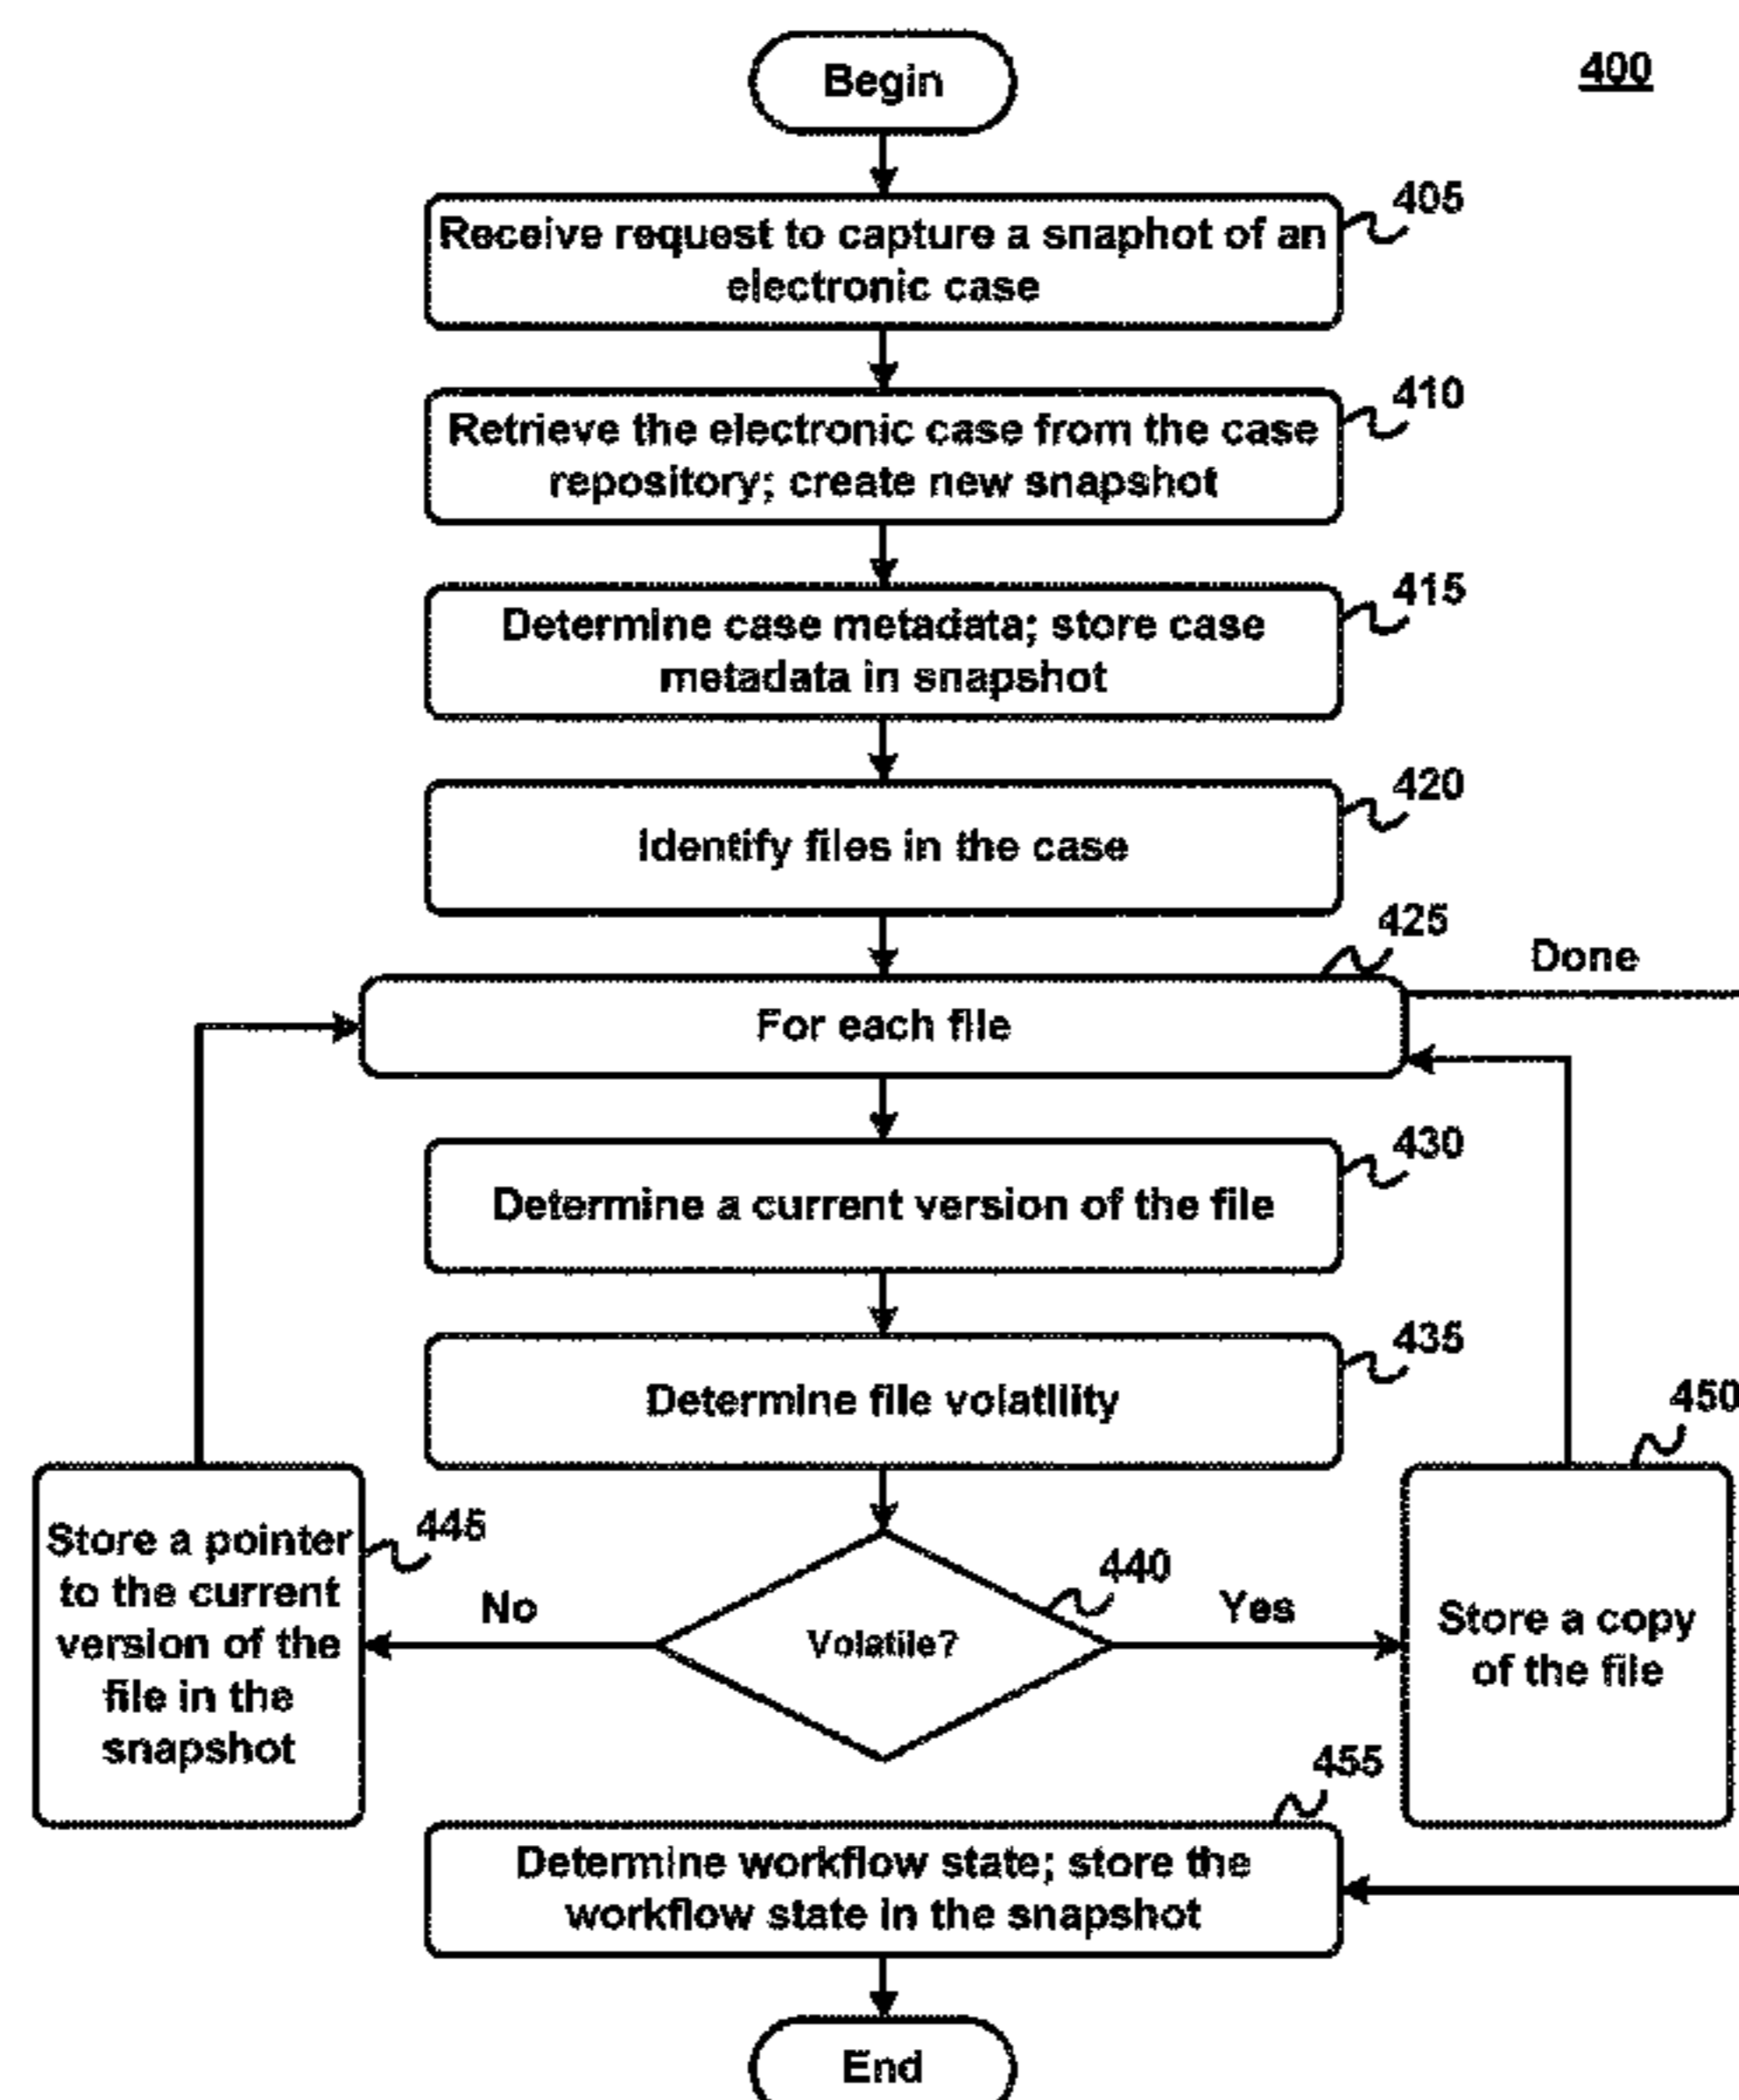 Begin
400
405
Receive request to capture a snaphot of an
electronic case
410
Retrieve the electronic case from the case
repository; create new snapshot
415
Determine case metadata; store case
metadata in snapshot
420
Identify files in the case
425
Done
For each file
430
Determine a current version of the file
435
Determine file volatility
450
445
Store a pointer
to the current
version of the
file in the
snapshot
440
No
Volatile?
Yes
Store a copy
of the file
455
Determine workflow state; store the
workflow state in the snapshot
End